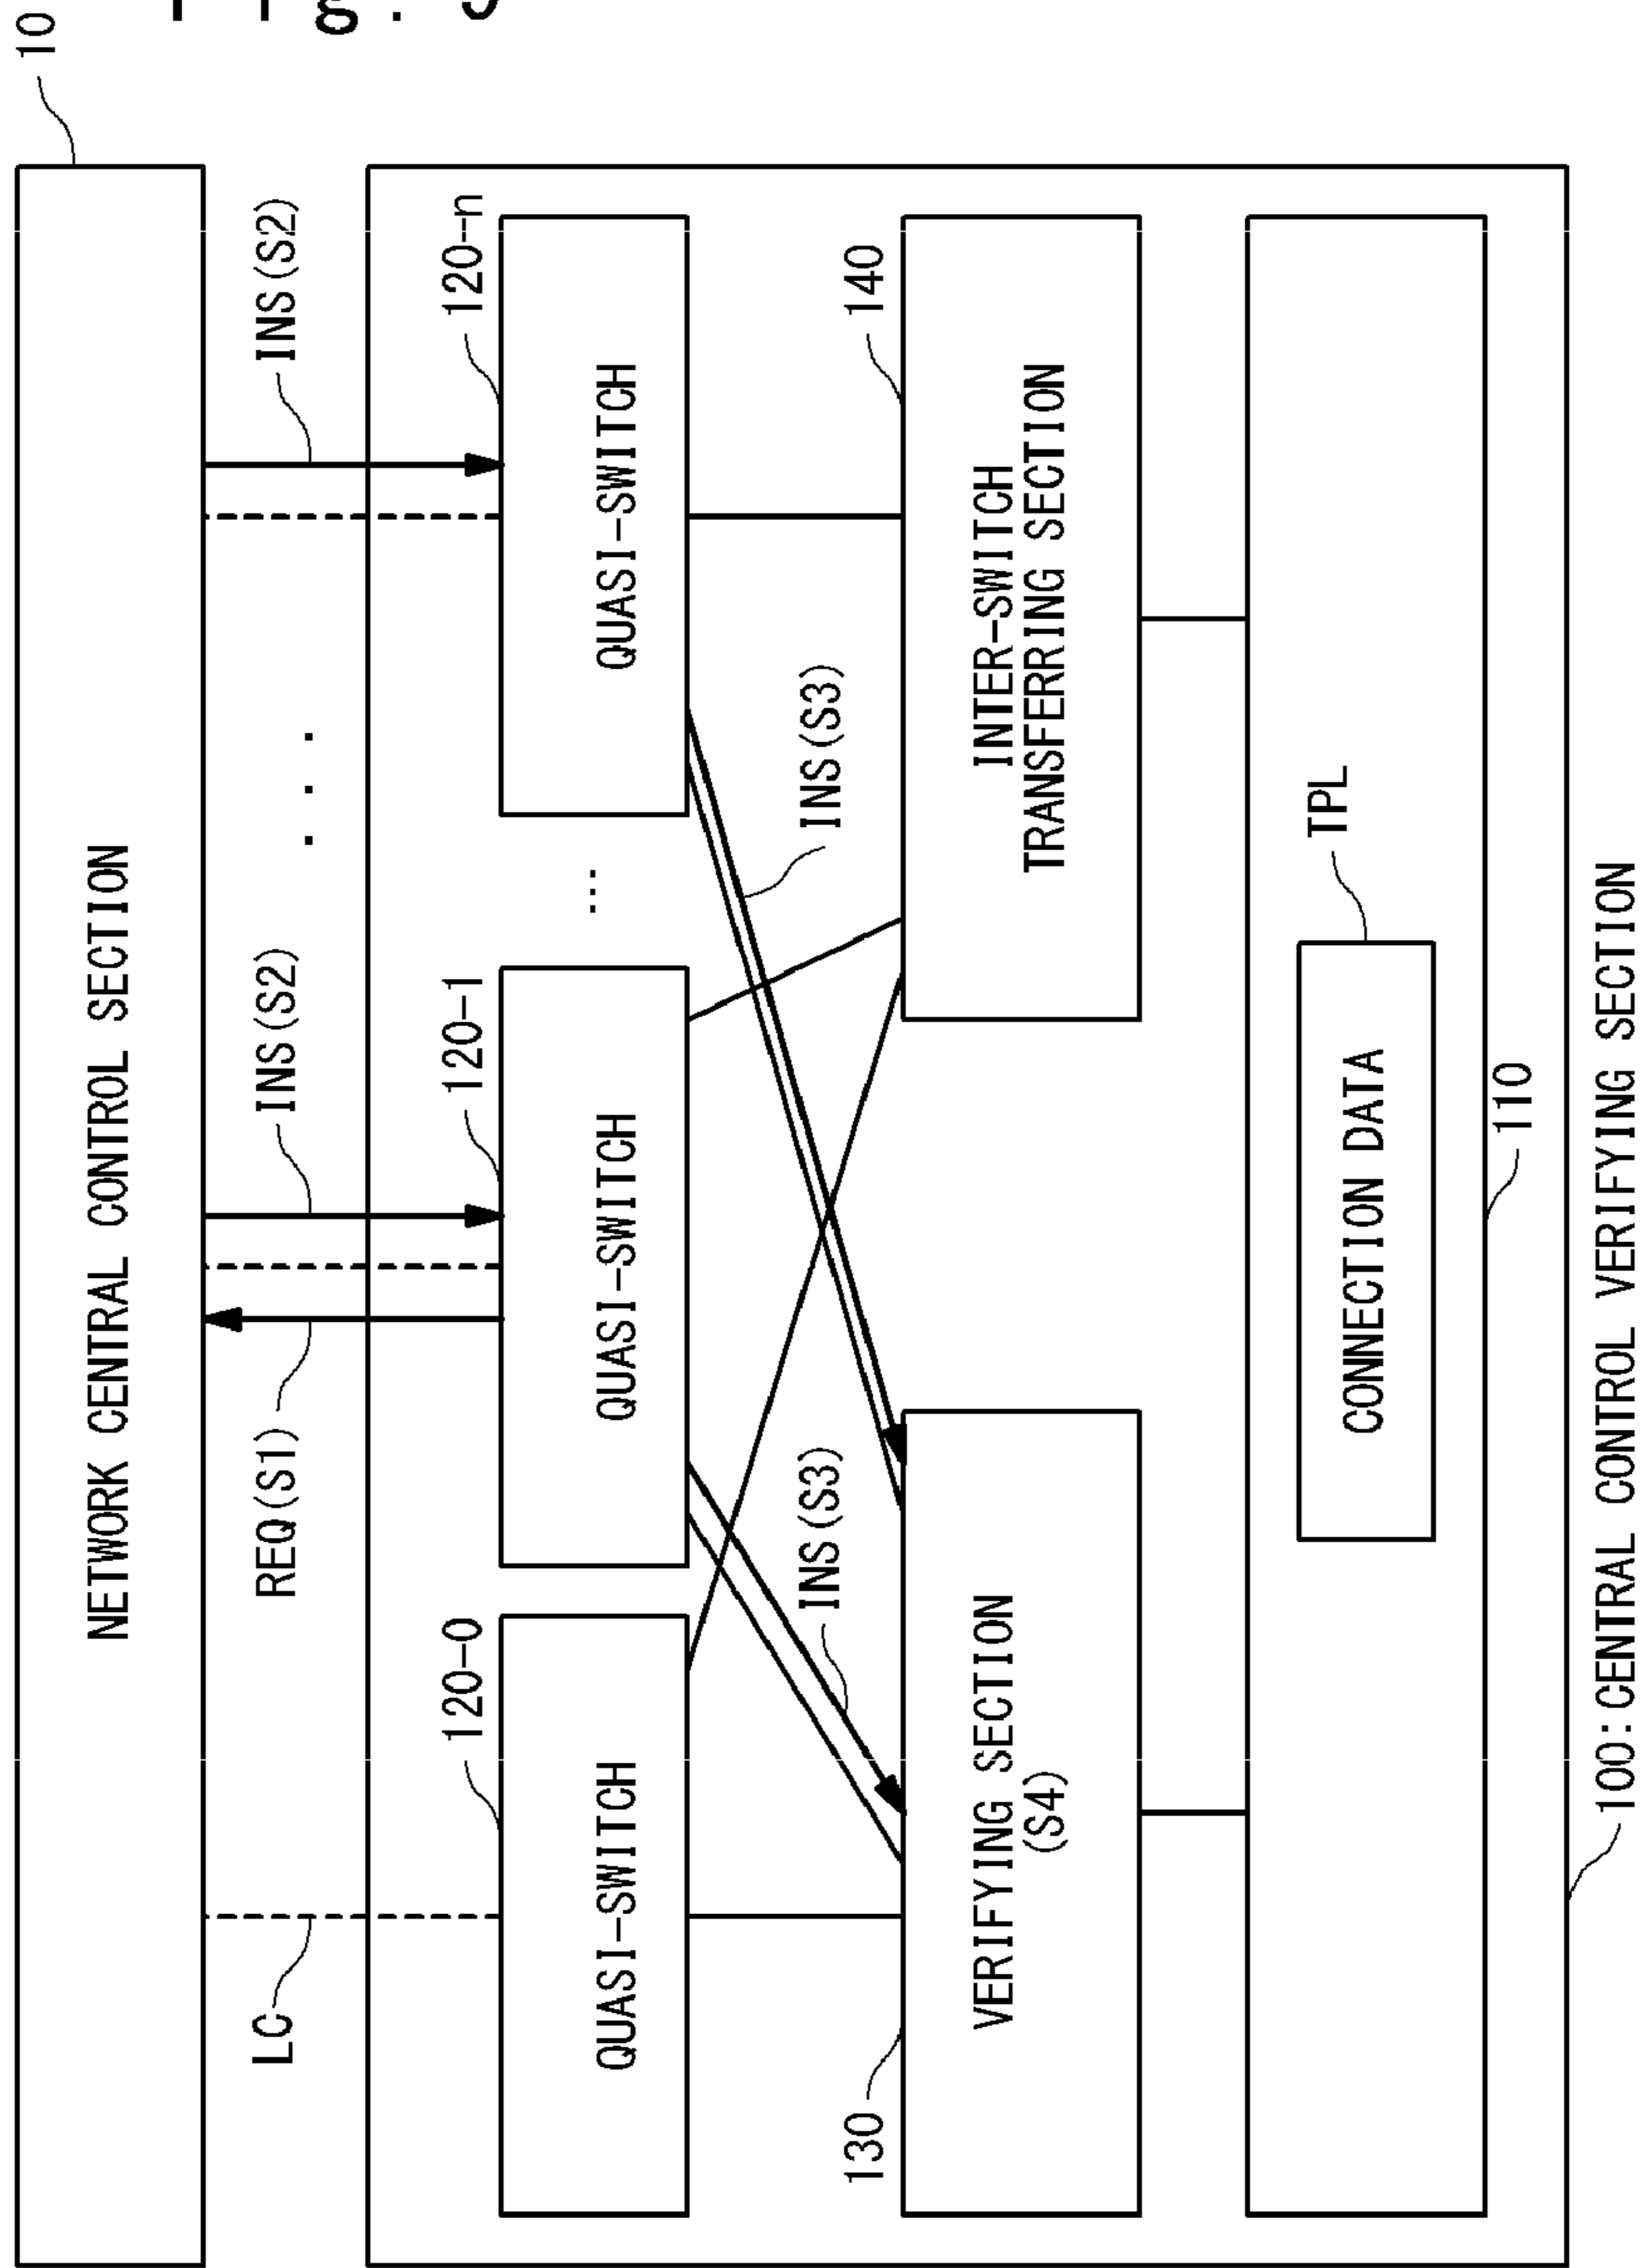 10
NETWORK CENTRAL CONTROL SECTION
LC
REQ(S1)
INS(S2)
. . .
INS(S2)
120-0
120-1
120-n
QUASI-SWITCH
QUASI-SWITCH
...
QUASI-SWITCH
INS(S3)
INS(S3)
130
140
VERIFYING SECTION
(S4)
INTER-SWITCH
TRANSFERRING SECTION
TPL
CONNECTION DATA
110
100:CENTRAL CONTROL VERIFYING SECTION